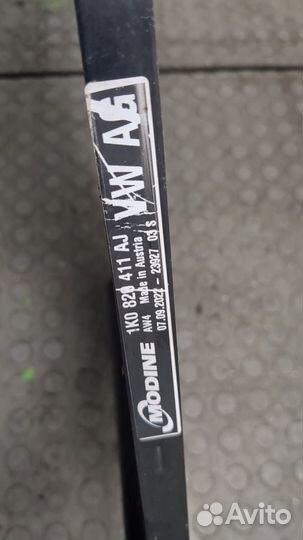 VW AG
1K0 820 411 AJ
AW4 Made in Austria
07.09.2022 - 23927 03 S
MODINE
Avito